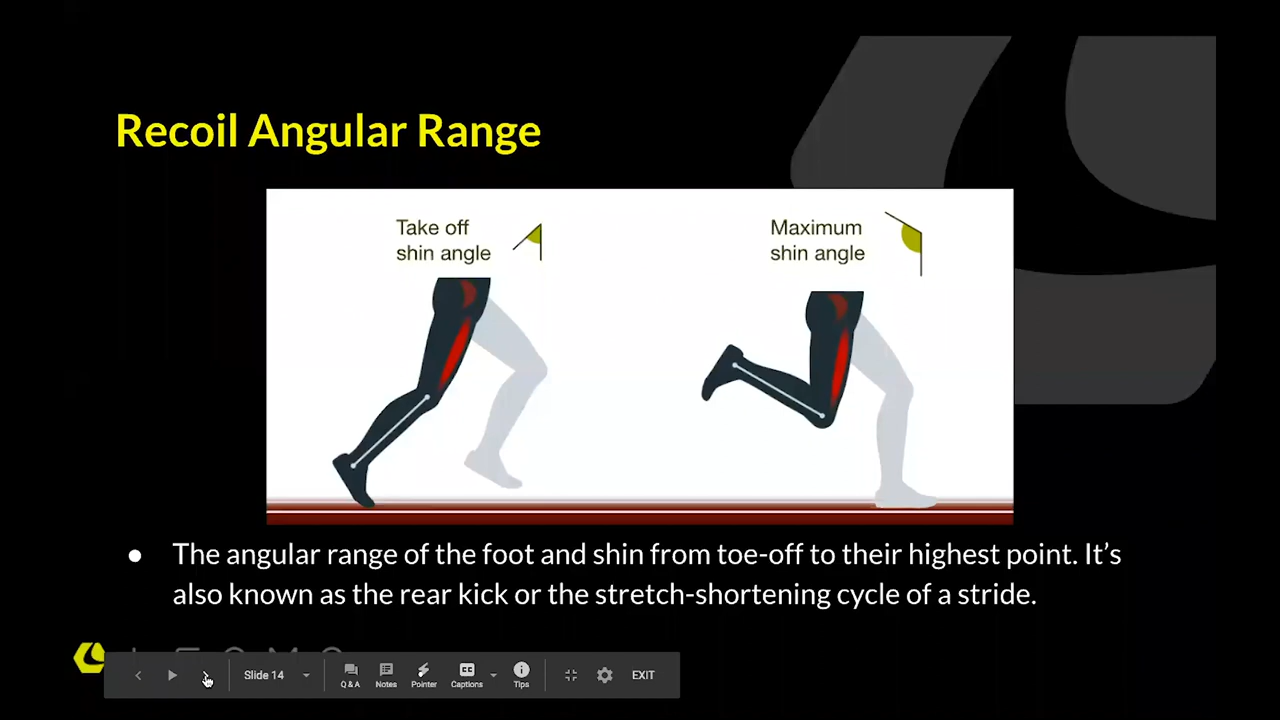 Recoil Angular Range
Take off
shin angle
Maximum
shin angle
● The angular range of the foot and shin from toe-off to their highest point. It’s
also known as the rear kick or the stretch-shortening cycle of a stride.
Slide 14
Q & A
Notes
Pointer
CC
Captions
Tips
EXIT